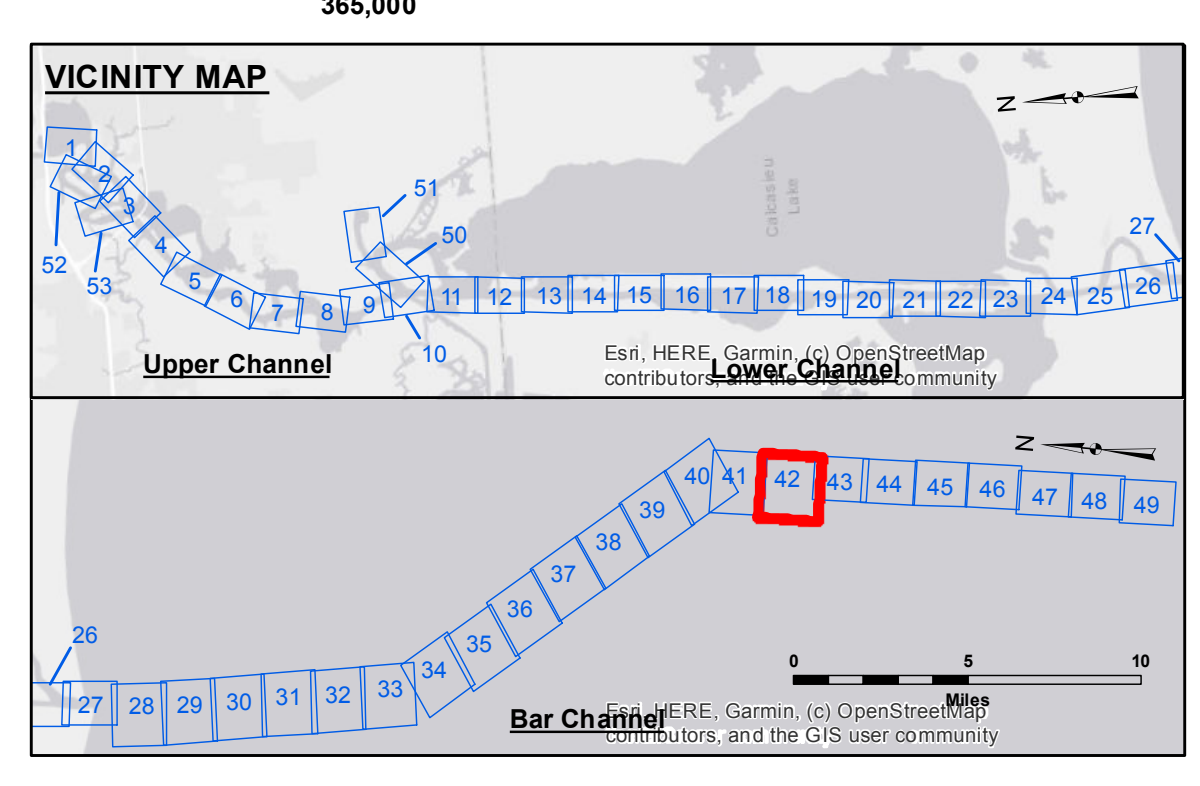 365,000
VICINITY MAP
N
1
2
3
52
53
4
5
6
7
8
9
51
50
10
11 12 13 14 15 16 17 18 19 20 21 22 23 24 25 26
27
Calcasieu
Lake
Upper Channel
Lower Channel
Esri, HERE, Garmin, (c) OpenStreetMap
contributors, and the GIS user community
N
40 41 42 43 44 45 46 47 48 49
39
38
37
36
35
34
26
27 28 29 30 31 32 33
0 5 10
Miles
Bar Channel
Esri, HERE, Garmin, (c) OpenStreetMap
contributors, and the GIS user community